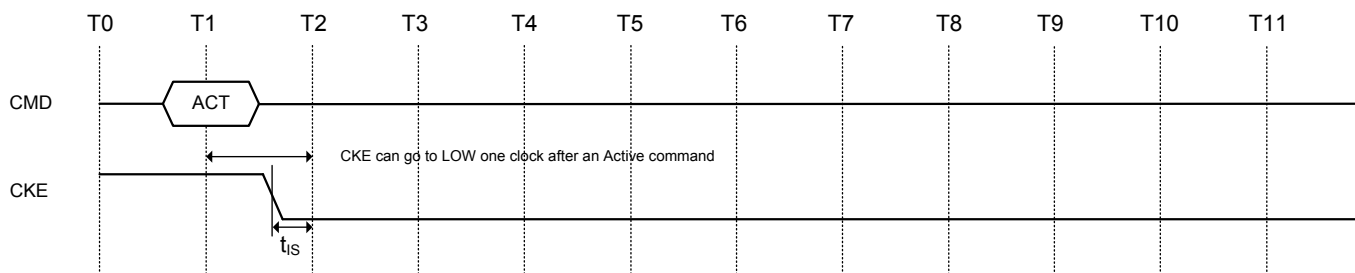 T0 T1 T2 T3 T4 T5 T6 T7 T8 T9 T10 T11
CMD ACT
CKE can go to LOW one clock after an Active command
CKE
tIS